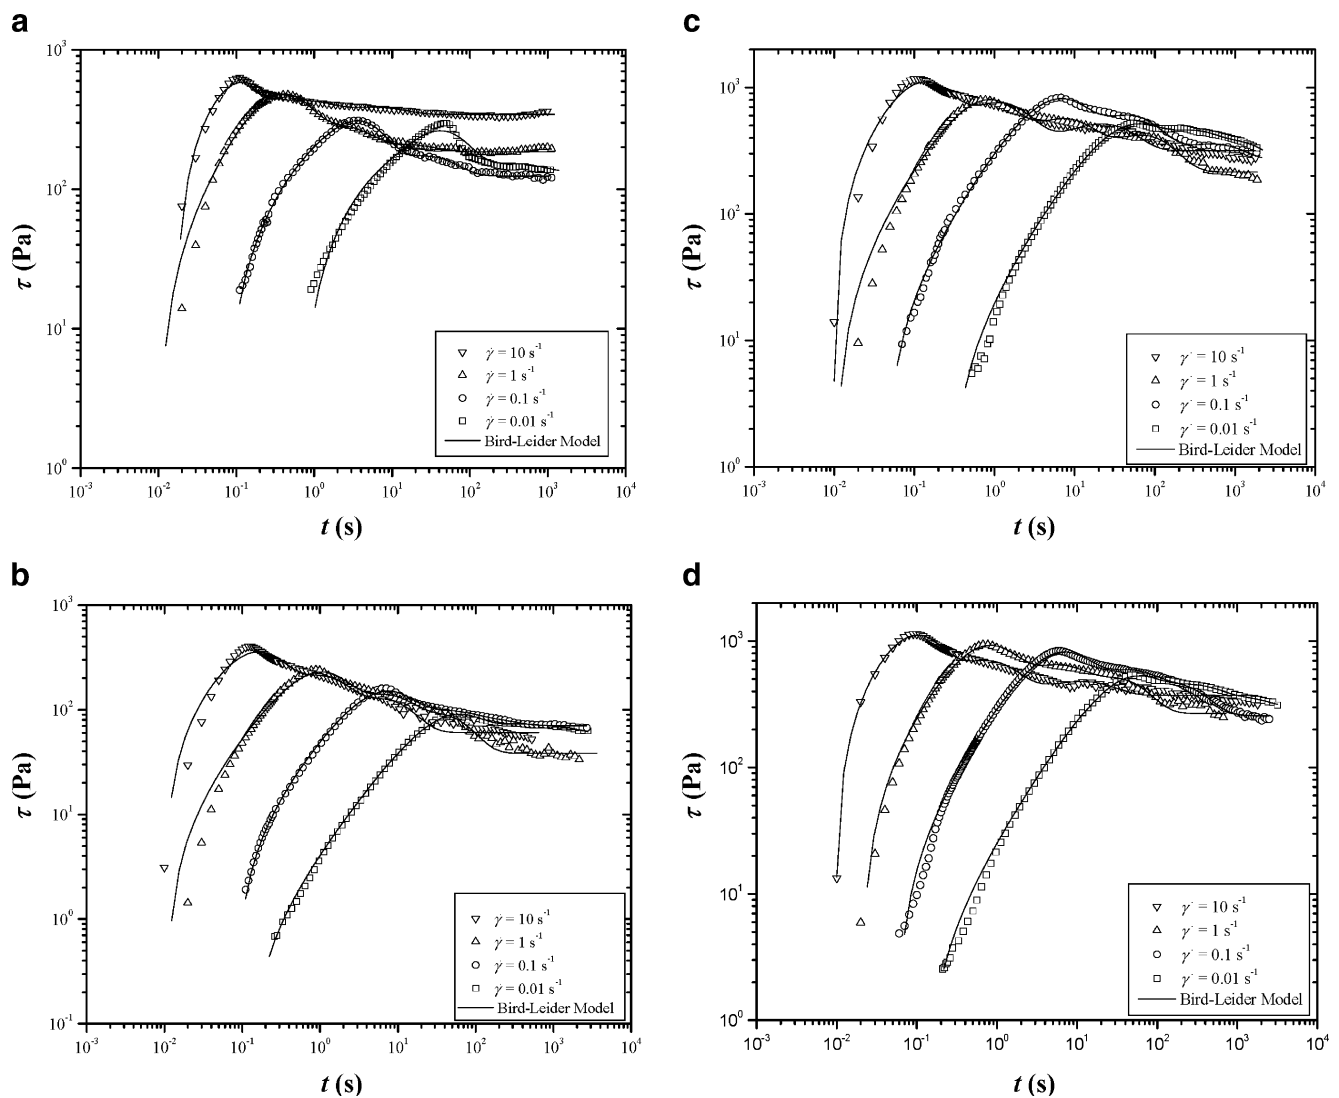 a
10³
10²
10¹
10⁰
τ (Pa)
γ̇ = 10 s⁻¹
γ̇ = 1 s⁻¹
γ̇ = 0.1 s⁻¹
γ̇ = 0.01 s⁻¹
Bird-Leider Model
10⁻³ 10⁻² 10⁻¹ 10⁰ 10¹ 10² 10³ 10⁴
t (s)
b
10³
10²
10¹
10⁰
10⁻¹
τ (Pa)
γ̇ = 10 s⁻¹
γ̇ = 1 s⁻¹
γ̇ = 0.1 s⁻¹
γ̇ = 0.01 s⁻¹
Bird-Leider Model
10⁻³ 10⁻² 10⁻¹ 10⁰ 10¹ 10² 10³ 10⁴
t (s)
c
10³
10²
10¹
10⁰
τ (Pa)
γ˙ = 10 s⁻¹
γ˙ = 1 s⁻¹
γ˙ = 0.1 s⁻¹
γ˙ = 0.01 s⁻¹
Bird-Leider Model
10⁻³ 10⁻² 10⁻¹ 10⁰ 10¹ 10² 10³ 10⁴
t (s)
d
10³
10²
10¹
10⁰
τ (Pa)
γ˙ = 10 s⁻¹
γ˙ = 1 s⁻¹
γ˙ = 0.1 s⁻¹
γ˙ = 0.01 s⁻¹
Bird-Leider Model
10⁻³ 10⁻² 10⁻¹ 10⁰ 10¹ 10² 10³ 10⁴
t (s)